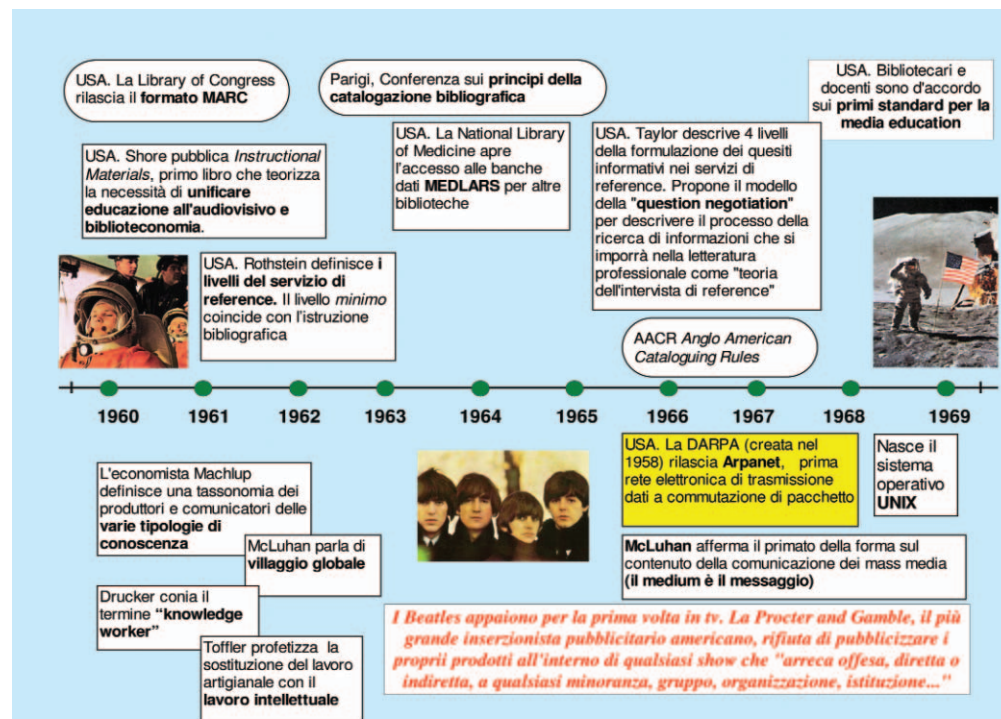 USA. La Library of Congress
rilascia il formato MARC
Parigi, Conferenza sui principi della
catalogazione bibliografica
USA. Bibliotecari e
docenti sono d'accordo
sui primi standard per la
media education
USA. Shore pubblica Instructional
Materials, primo libro che teorizza
la necessità di unificare
educazione all'audiovisivo e
biblioteconomia.
USA. La National Library
of Medicine apre
l'accesso alle banche
dati MEDLARS per altre
biblioteche
USA. Taylor descrive 4 livelli
della formulazione dei quesiti
informativi nei servizi di
reference. Propone il modello
della "question negotiation"
per descrivere il processo della
ricerca di informazioni che si
imporrà nella letteratura
professionale come "teoria
dell'intervista di reference"
USA. Rothstein definisce i
livelli del servizio di
reference. Il livello minimo
coincide con l'istruzione
bibliografica
AACR Anglo American
Cataloguing Rules
1960 1961 1962 1963 1964 1965 1966 1967 1968 1969
L'economista Machlup
definisce una tassonomia dei
produttori e comunicatori delle
varie tipologie di
conoscenza
McLuhan parla di
villaggio globale
Drucker conia il
termine “knowledge
worker”
Toffler profetizza la
sostituzione del lavoro
artigianale con il
lavoro intellettuale
USA. La DARPA (creata nel
1958) rilascia Arpanet, prima
rete elettronica di trasmissione
dati a commutazione di pacchetto
Nasce il
sistema
operativo
UNIX
McLuhan afferma il primato della forma sul
contenuto della comunicazione dei mass media
(il medium è il messaggio)
I Beatles appaiono per la prima volta in tv. La Procter and Gamble, il più
grande inserzionista pubblicitario americano, rifiuta di pubblicizzare i
proprii prodotti all'interno di qualsiasi show che "arreca offesa, diretta o
indiretta, a qualsiasi minoranza, gruppo, organizzazione, istituzione..."